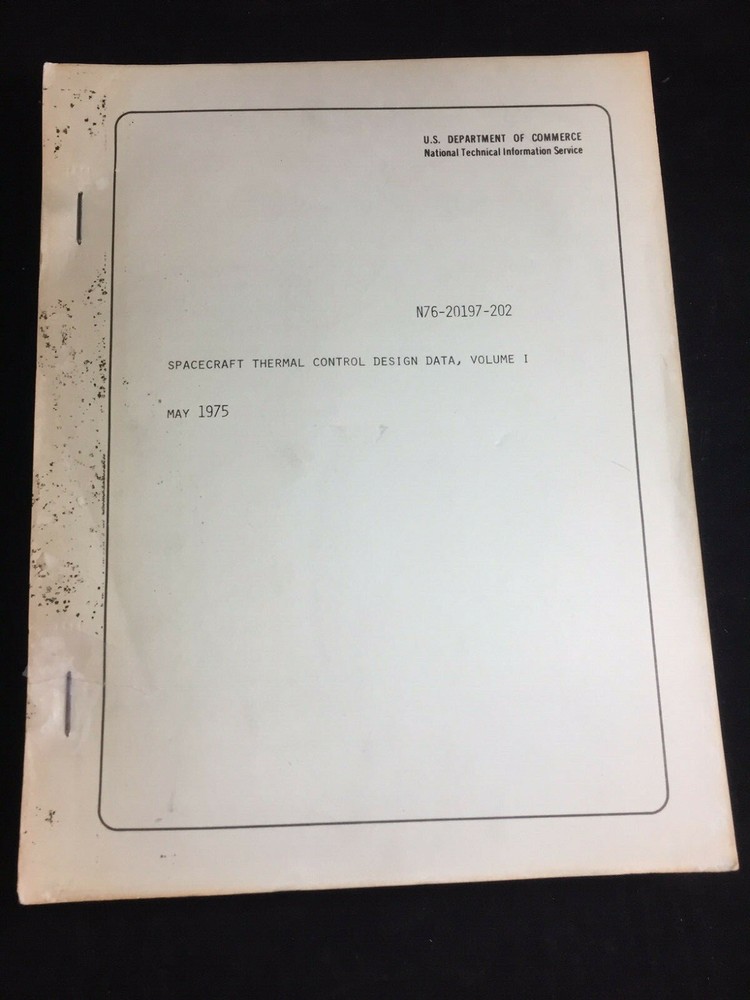 U.S. DEPARTMENT OF COMMERCE
National Technical Information Service
N76-20197-202
SPACECRAFT THERMAL CONTROL DESIGN DATA, VOLUME I
MAY 1975